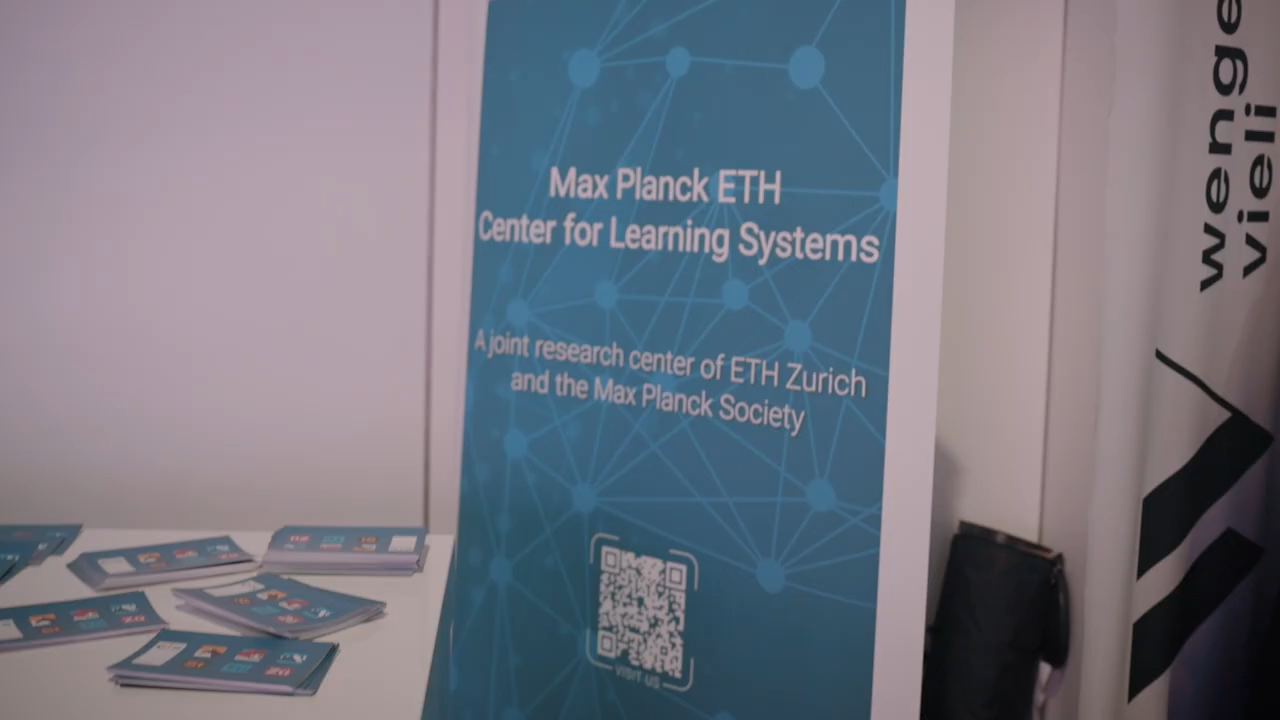 Max Planck ETH
Center for Learning Systems
A joint research center of ETH Zurich
and the Max Planck Society
VISIT US
wenge
vieli